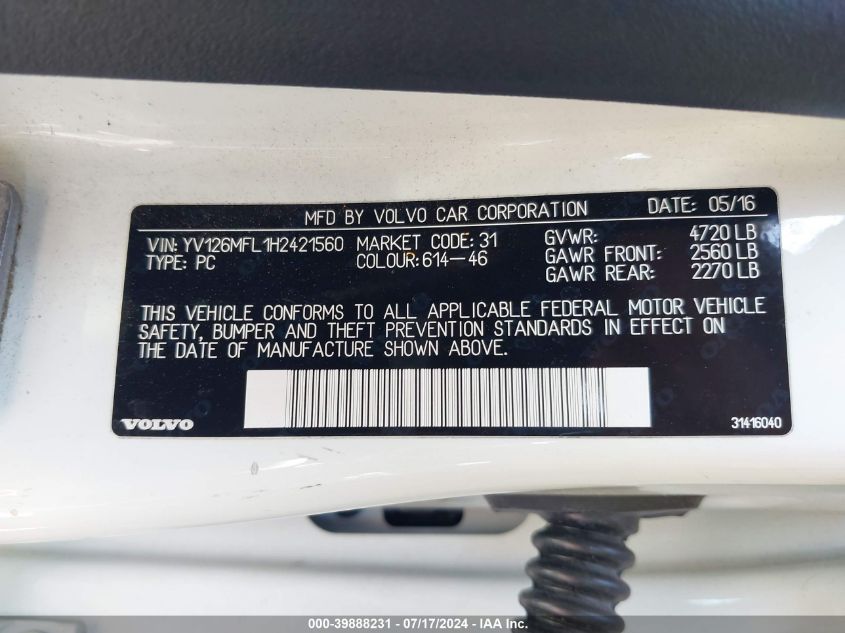 MFD BY VOLVO CAR CORPORATION DATE: 05/16
VIN: YV126MFL1H2421560 MARKET CODE: 31 GVWR: 4720 LB
TYPE: PC COLOUR: 614-46 GAWR FRONT: 2560 LB
GAWR REAR: 2270 LB
THIS VEHICLE CONFORMS TO ALL APPLICABLE FEDERAL MOTOR VEHICLE
SAFETY, BUMPER AND THEFT PREVENTION STANDARDS IN EFFECT ON
THE DATE OF MANUFACTURE SHOWN ABOVE.
VOLVO 31416040
000-39888231 - 07/17/2024 - IAA Inc.